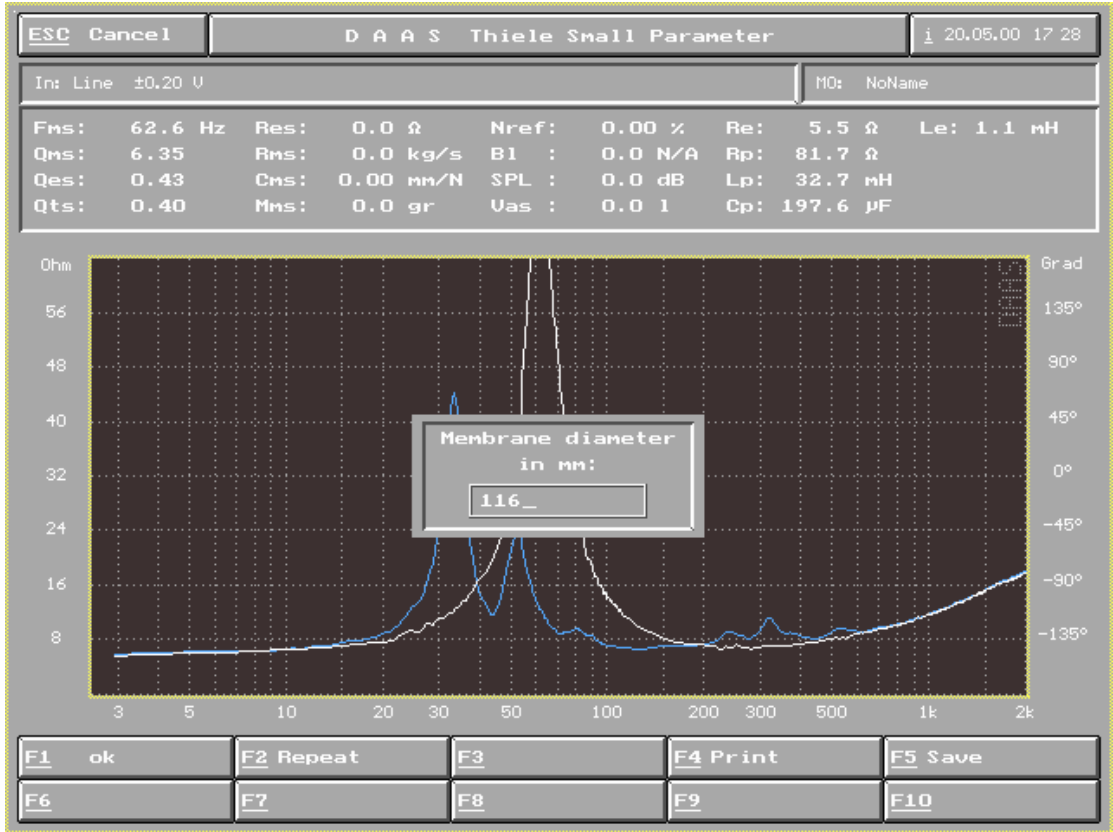 ESC Cancel D A A S Thiele Small Parameter i 20.05.00 17 28
In: Line ±0.20 V MO: NoName
Fms: 62.6 Hz Res: 0.0 Ω Nref: 0.00 % Re: 5.5 Ω Le: 1.1 mH
Qms: 6.35 Rms: 0.0 kg/s Bl : 0.0 N/A Rp: 81.7 Ω
Qes: 0.43 Cms: 0.00 mm/N SPL : 0.0 dB Lp: 32.7 mH
Qts: 0.40 Mms: 0.0 gr Vas : 0.0 l Cp: 197.6 µF
Ohm Grad
DAAS
56 135°
48 90°
40 45°
Membrane diameter
in mm:
32 0°
116_
24 -45°
16 -90°
8 -135°
3 5 10 20 30 50 100 200 300 500 1k 2k
F1 ok F2 Repeat F3 F4 Print F5 Save
F6 F7 F8 F9 F10